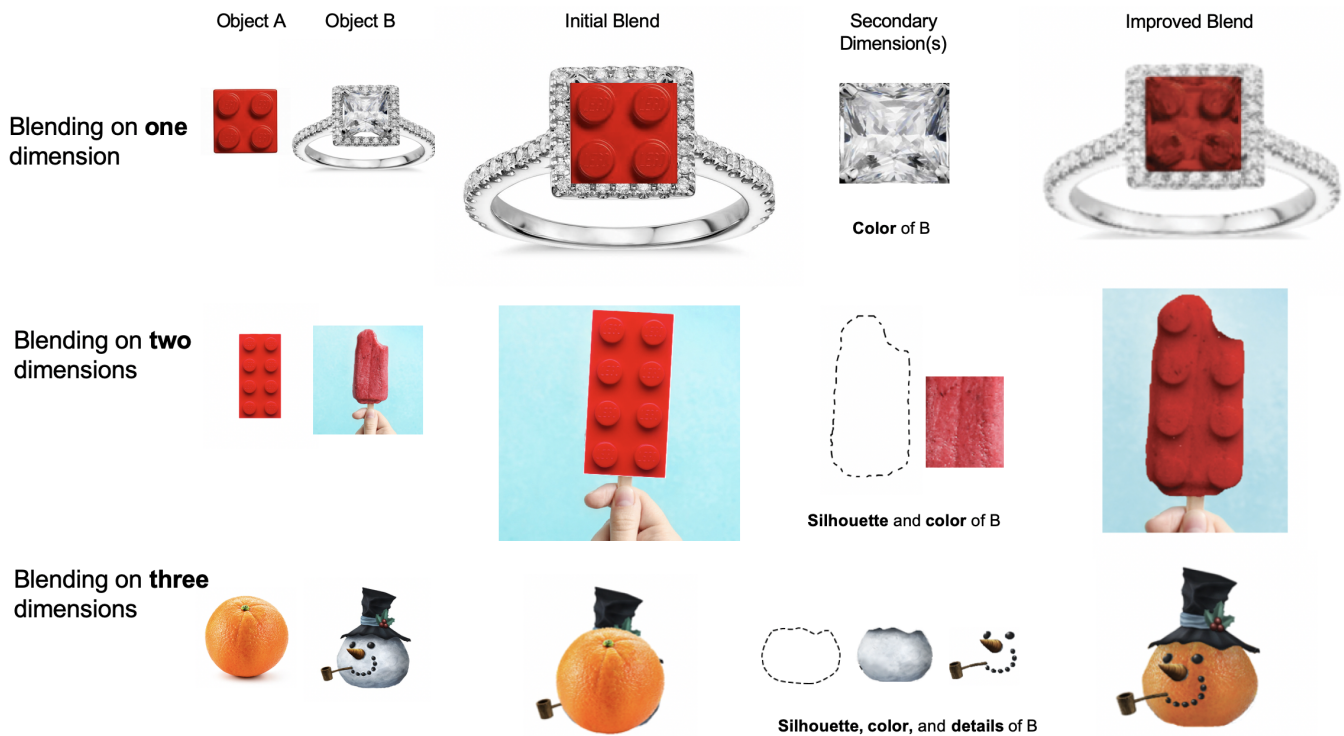 Object A
Object B
Initial Blend
Secondary
Dimension(s)
Improved Blend
Blending on one
dimension
Color of B
Blending on two
dimensions
Silhouette and color of B
Blending on three
dimensions
Silhouette, color, and details of B